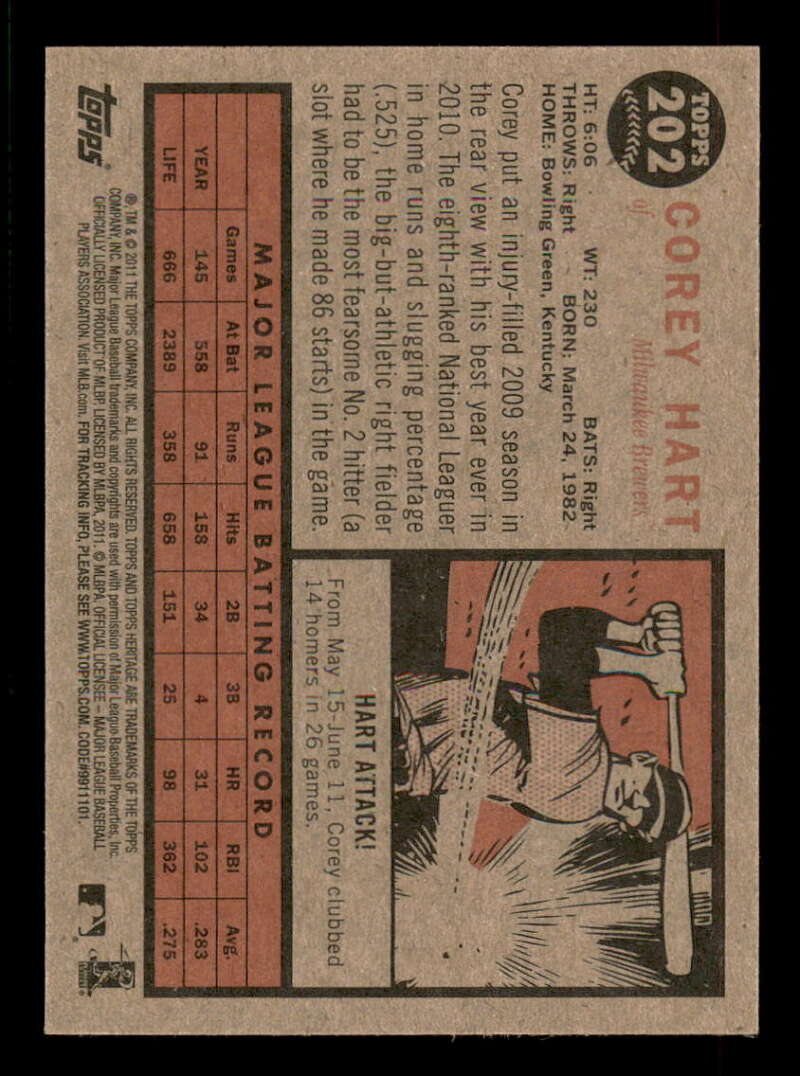 TOPPS
202
COREY HART
of Milwaukee Brewers
HT: 6:06 WT: 230 BATS: Right
THROWS: Right BORN: March 24, 1982
HOME: Bowling Green, Kentucky
Corey put an injury-filled 2009 season in
the rear view with his best year ever in
2010. The eighth-ranked National Leaguer
in home runs and slugging percentage
(.525), the big-but-athletic right fielder
had to be the most fearsome No. 2 hitter (a
slot where he made 86 starts) in the game.
HART ATTACK!
From May 15-June 11, Corey clubbed
14 homers in 26 games.
MAJOR LEAGUE BATTING RECORD
Games At Bat Runs Hits 2B 3B HR RBI Avg.
YEAR 145 558 91 158 34 4 31 102 .283
LIFE 666 2389 358 658 151 25 98 362 .275
topps®
® TM & © 2011 THE TOPPS COMPANY, INC. ALL RIGHTS RESERVED. TOPPS AND TOPPS HERITAGE ARE TRADEMARKS OF THE TOPPS
COMPANY, INC. Major League Baseball trademarks and copyrights are used with permission of Major League Baseball Properties, Inc.
OFFICIALLY LICENSED PRODUCT OF MLBP. LICENSED BY MLBPA, 2011. © MLBPA. OFFICIAL LICENSEE – MAJOR LEAGUE BASEBALL
PLAYERS ASSOCIATION. Visit MLB.com. FOR TRACKING INFO, PLEASE SEE WWW.TOPPS.COM. CODE#9911101.